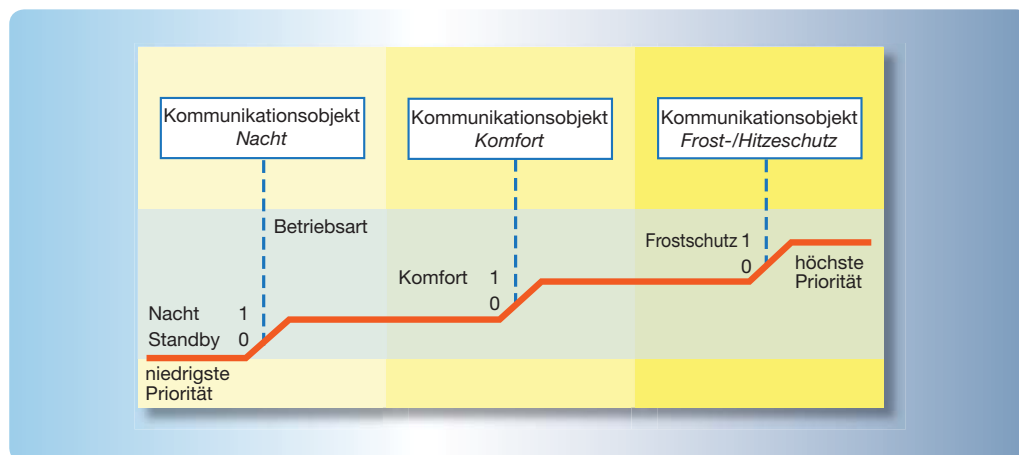 Kommunikationsobjekt
Nacht
Kommunikationsobjekt
Komfort
Kommunikationsobjekt
Frost-/Hitzeschutz
Betriebsart
Frostschutz 1
0
höchste
Priorität
Komfort 1
0
Nacht 1
Standby 0
niedrigste
Priorität